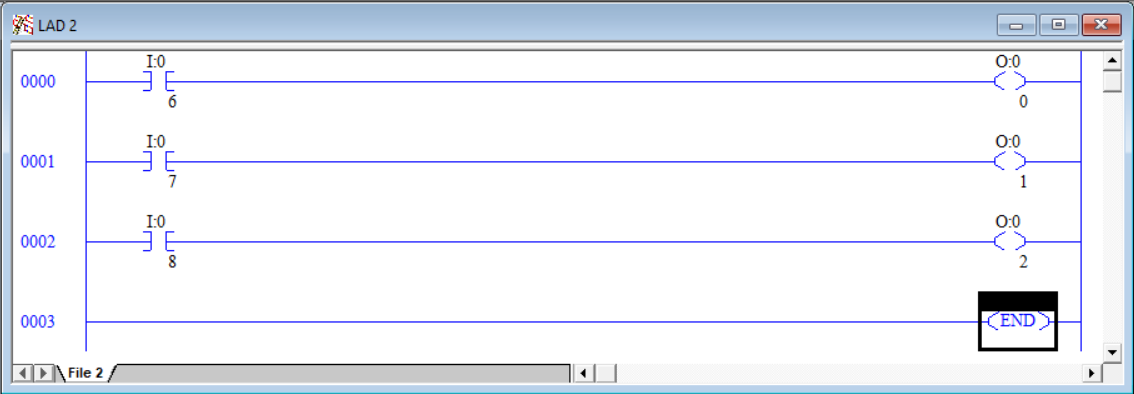 LAD 2
I:0 O:0
0000
6 0
I:0 O:0
0001
7 1
I:0 O:0
0002
8 2
0003 END
File 2